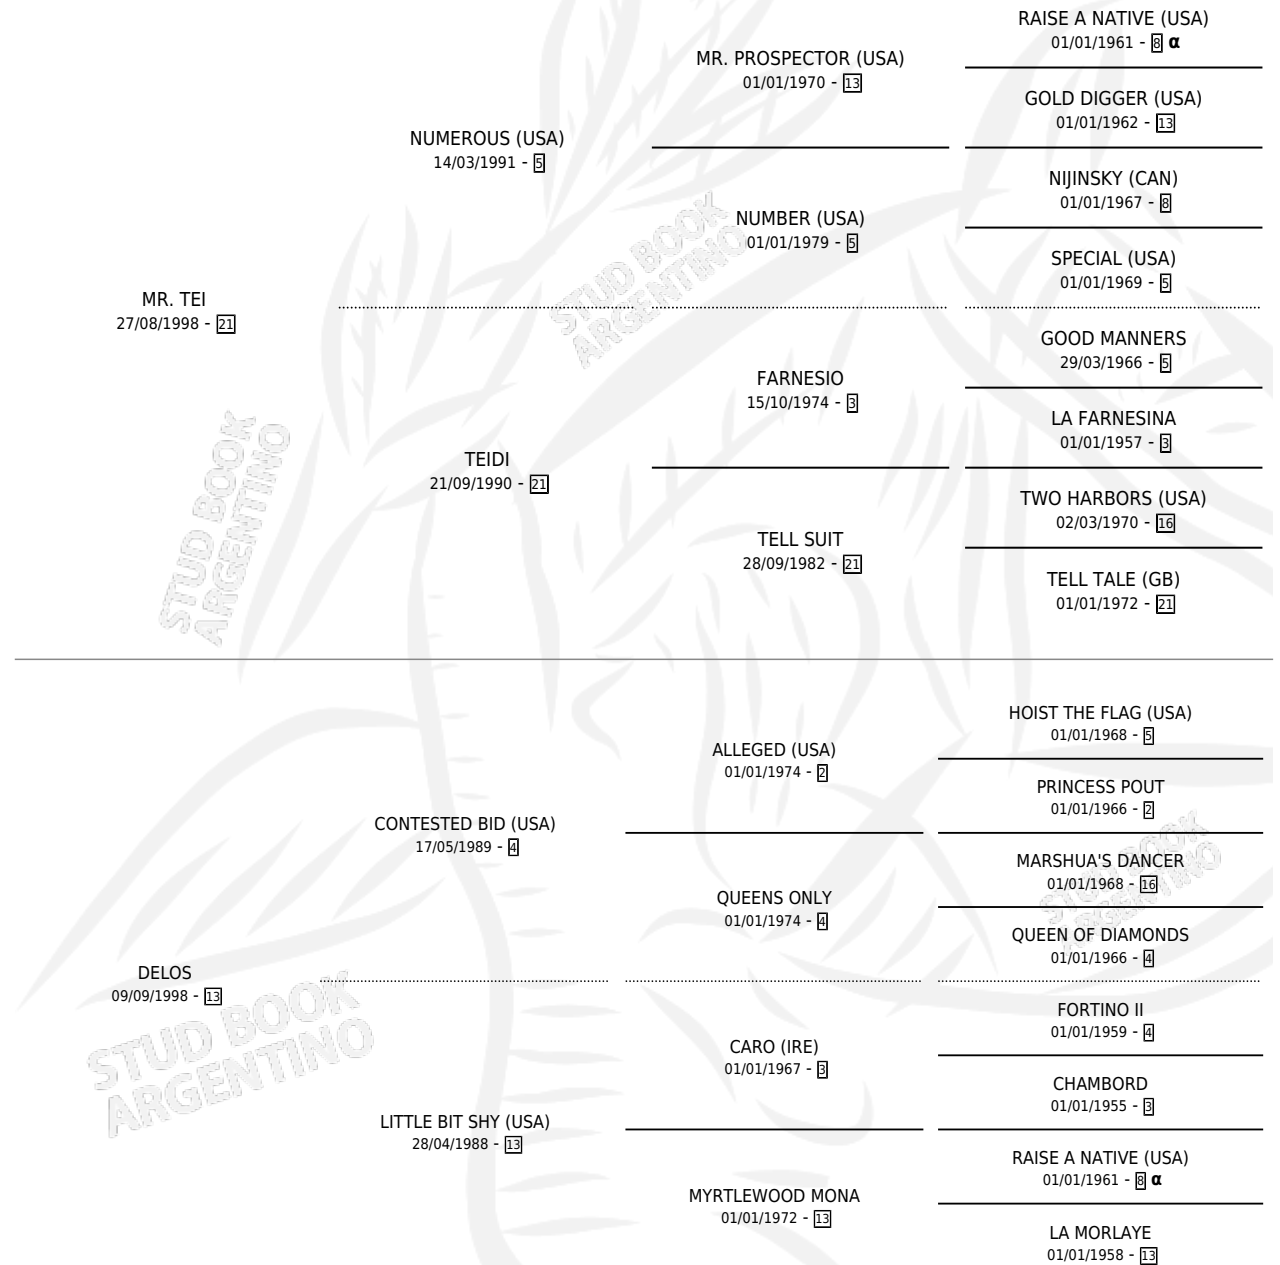 RAISE A NATIVE (USA)
01/01/1961 - 8 α
MR. PROSPECTOR (USA)
01/01/1970 - 13
GOLD DIGGER (USA)
01/01/1962 - 13
NUMEROUS (USA)
14/03/1991 - 5
NIJINSKY (CAN)
01/01/1967 - 8
NUMBER (USA)
01/01/1979 - 5
SPECIAL (USA)
01/01/1969 - 5
STUD BOOK
ARGENTINO
MR. TEI
27/08/1998 - 21
GOOD MANNERS
29/03/1966 - 5
FARNESIO
15/10/1974 - 3
LA FARNESINA
01/01/1957 - 3
TEIDI
21/09/1990 - 21
TWO HARBORS (USA)
02/03/1970 - 16
TELL SUIT
28/09/1982 - 21
TELL TALE (GB)
01/01/1972 - 21
STUD BOOK
ARGENTINO
HOIST THE FLAG (USA)
01/01/1968 - 5
ALLEGED (USA)
01/01/1974 - 2
PRINCESS POUT
01/01/1966 - 2
CONTESTED BID (USA)
17/05/1989 - 4
MARSHUA'S DANCER
01/01/1968 - 16
QUEENS ONLY
01/01/1974 - 4
QUEEN OF DIAMONDS
01/01/1966 - 4
STUD BOOK
ARGENTINO
DELOS
09/09/1998 - 13
FORTINO II
01/01/1959 - 4
CARO (IRE)
01/01/1967 - 3
CHAMBORD
01/01/1955 - 3
STUD BOOK
ARGENTINO
LITTLE BIT SHY (USA)
28/04/1988 - 13
RAISE A NATIVE (USA)
01/01/1961 - 8 α
MYRTLEWOOD MONA
01/01/1972 - 13
LA MORLAYE
01/01/1958 - 13